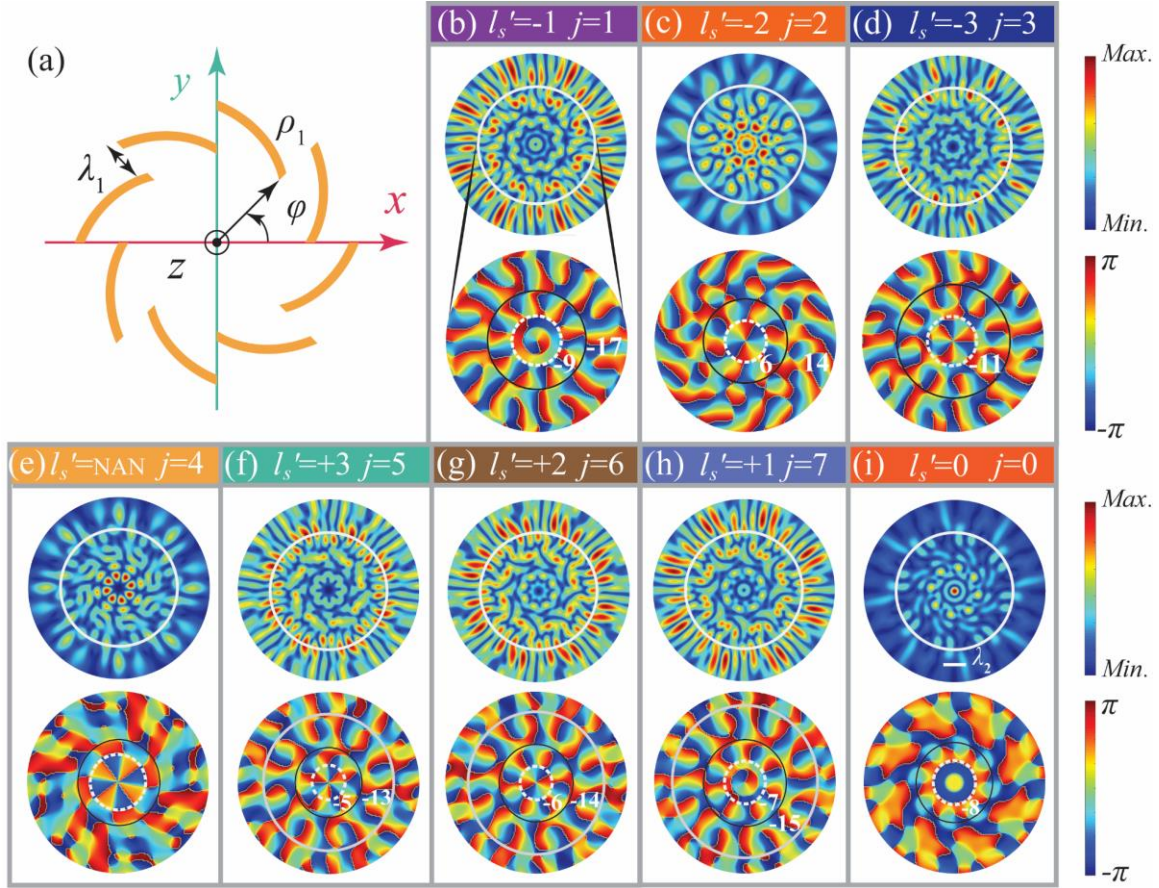 (a)
y
ρ1
λ1
φ
x
z
(b) ls'=-1 j=1
(c) ls'=-2 j=2
(d) ls'=-3 j=3
Max.
Min.
π
-π
-9
-17
6
14
-11
(e) ls'=NAN j=4
(f) ls'=+3 j=5
(g) ls'=+2 j=6
(h) ls'=+1 j=7
(i) ls'=0 j=0
Max.
Min.
λ2
π
-π
-5
-13
-6
-14
-7
-15
-8